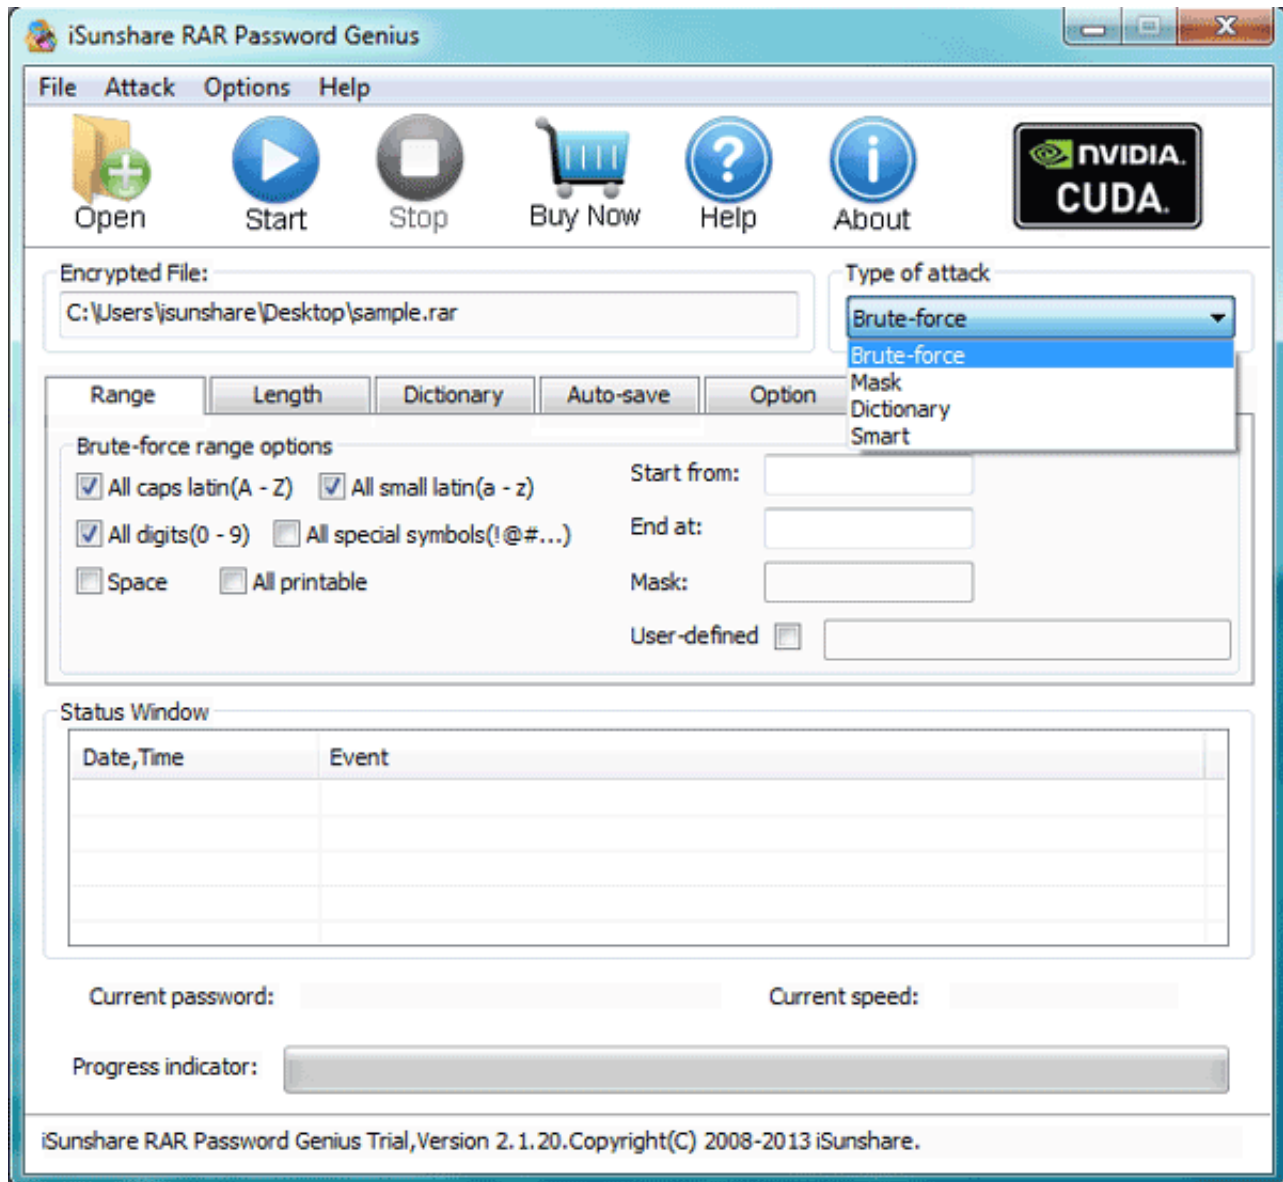 iSunshare RAR Password Genius
File Attack Options Help
Open Start Stop Buy Now Help About NVIDIA. CUDA.
Encrypted File:
C:\Users\isunshare\Desktop\sample.rar
Type of attack
Brute-force
Brute-force
Mask
Dictionary
Smart
Range Length Dictionary Auto-save Option
Brute-force range options
All caps latin(A - Z) All small latin(a - z)
All digits(0 - 9) All special symbols(!@#...)
Space All printable
Start from:
End at:
Mask:
User-defined
Status Window
Date,Time Event
Current password: Current speed:
Progress indicator:
iSunshare RAR Password Genius Trial,Version 2.1.20.Copyright(C) 2008-2013 iSunshare.